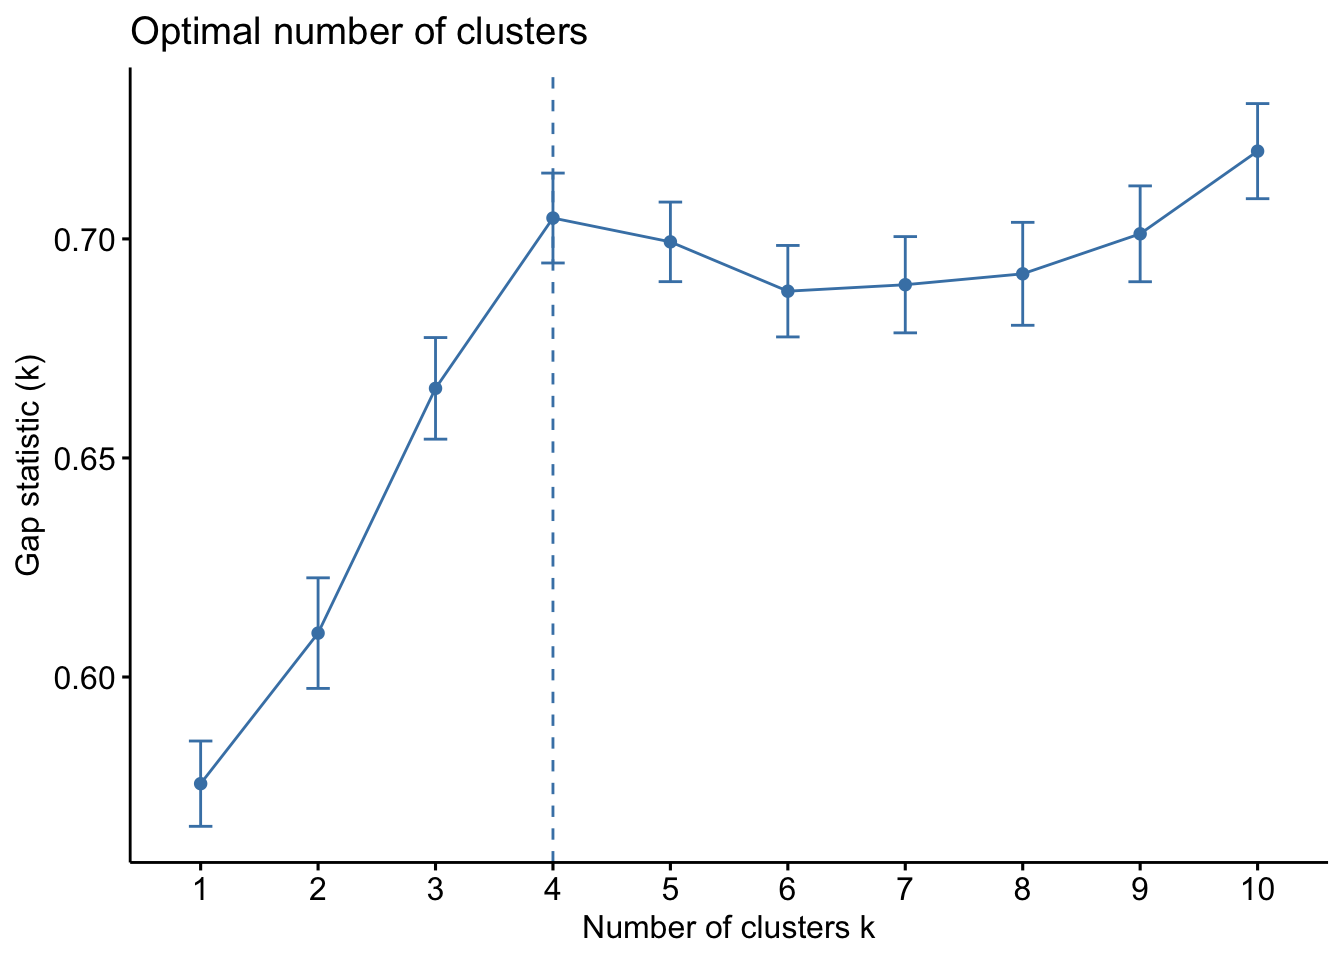 Optimal number of clusters
Gap statistic (k)
0.70
0.65
0.60
1 2 3 4 5 6 7 8 9 10
Number of clusters k